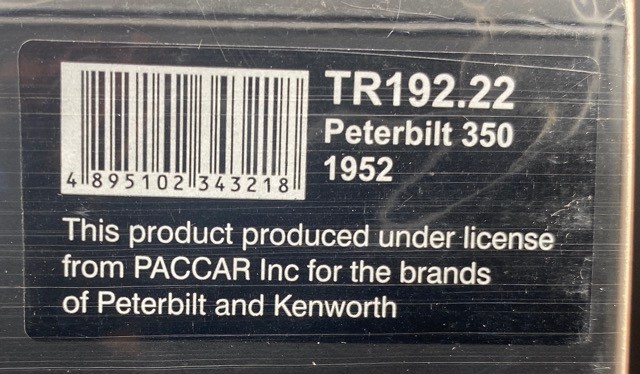 TR192.22
Peterbilt 350
1952
4 895102 343218
This product produced under license
from PACCAR Inc for the brands
of Peterbilt and Kenworth